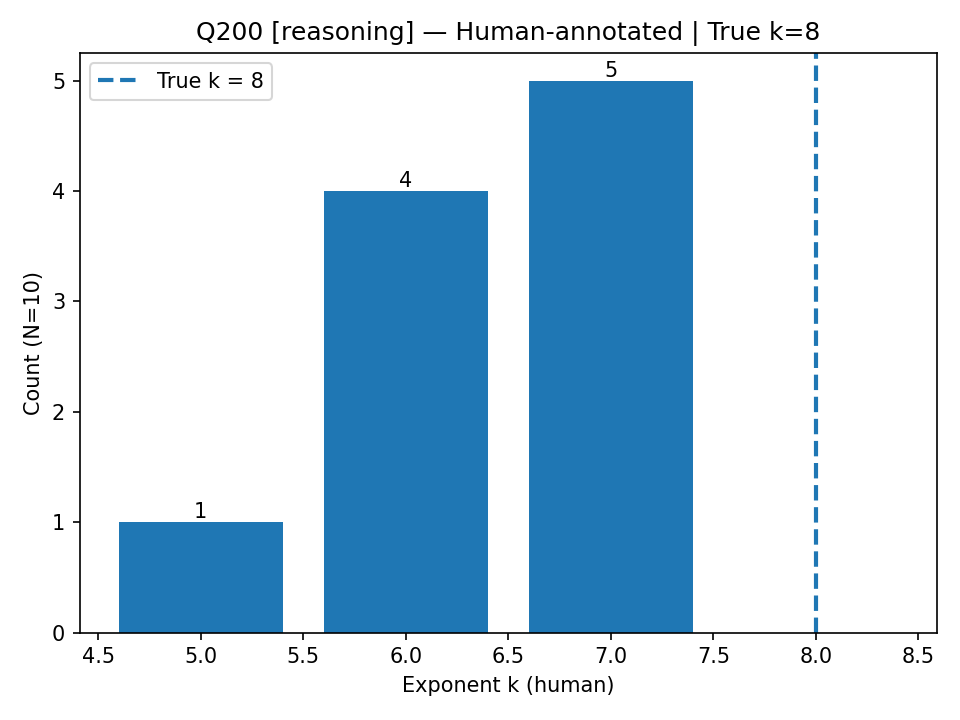 Q200 [reasoning] — Human-annotated | True k=8
True k = 8
5
4
1
Count (N=10)
5
4
3
2
1
0
4.5 5.0 5.5 6.0 6.5 7.0 7.5 8.0 8.5
Exponent k (human)